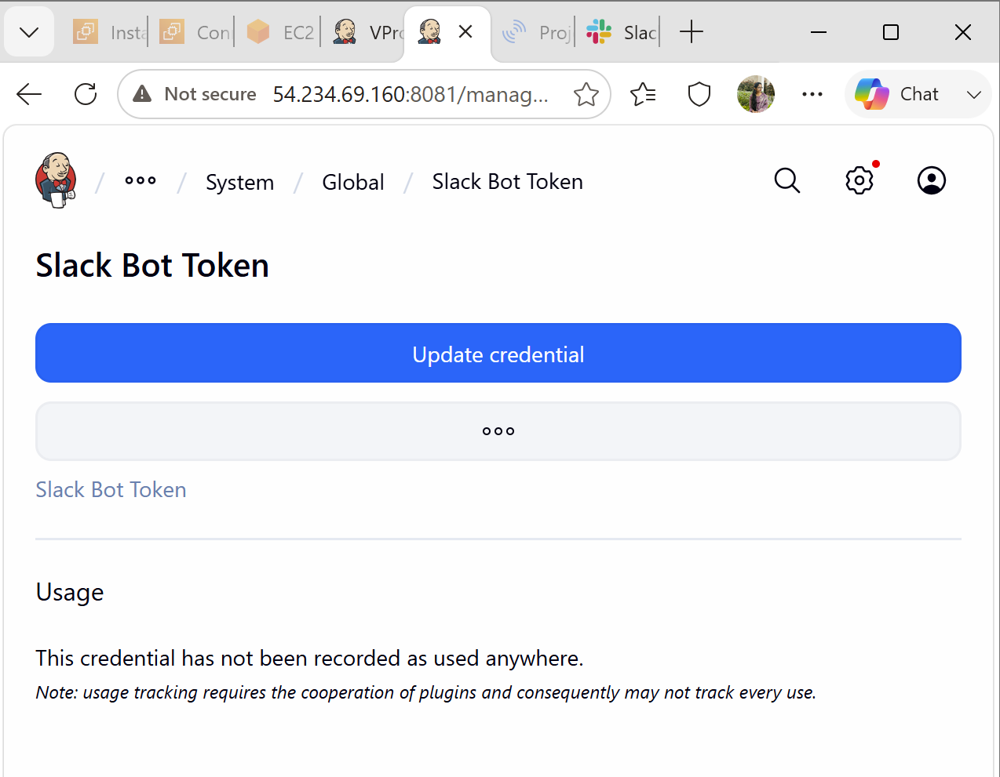 Insta
Con
EC2
VPro
Proj
Slac
Not secure 54.234.69.160:8081/manag...
Chat
System / Global / Slack Bot Token
Slack Bot Token
Update credential
Slack Bot Token
Usage
This credential has not been recorded as used anywhere.
Note: usage tracking requires the cooperation of plugins and consequently may not track every use.